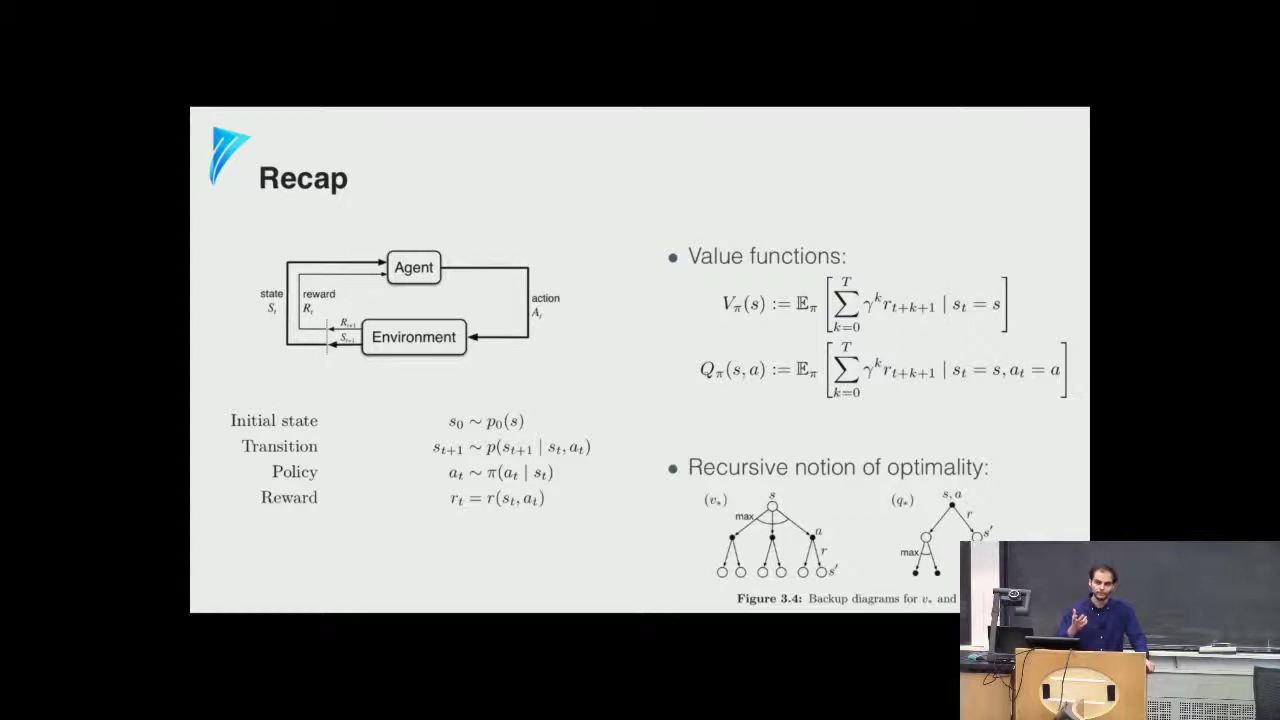 Recap
Agent
state
S_t
reward
R_t
action
A_t
R_{t+1}
S_{t+1}
Environment
Initial state s_0 ∼ p_0(s)
Transition s_{t+1} ∼ p(s_{t+1} | s_t, a_t)
Policy a_t ∼ π(a_t | s_t)
Reward r_t = r(s_t, a_t)
• Value functions:
V_π(s) := 𝔼_π [ ∑_{k=0}^{T} γ^k r_{t+k+1} | s_t = s ]
Q_π(s, a) := 𝔼_π [ ∑_{k=0}^{T} γ^k r_{t+k+1} | s_t = s, a_t = a ]
• Recursive notion of optimality:
(v_*) s
max
a
r
s'
(q_*) s, a
r
s'
max
Figure 3.4: Backup diagrams for v_* and